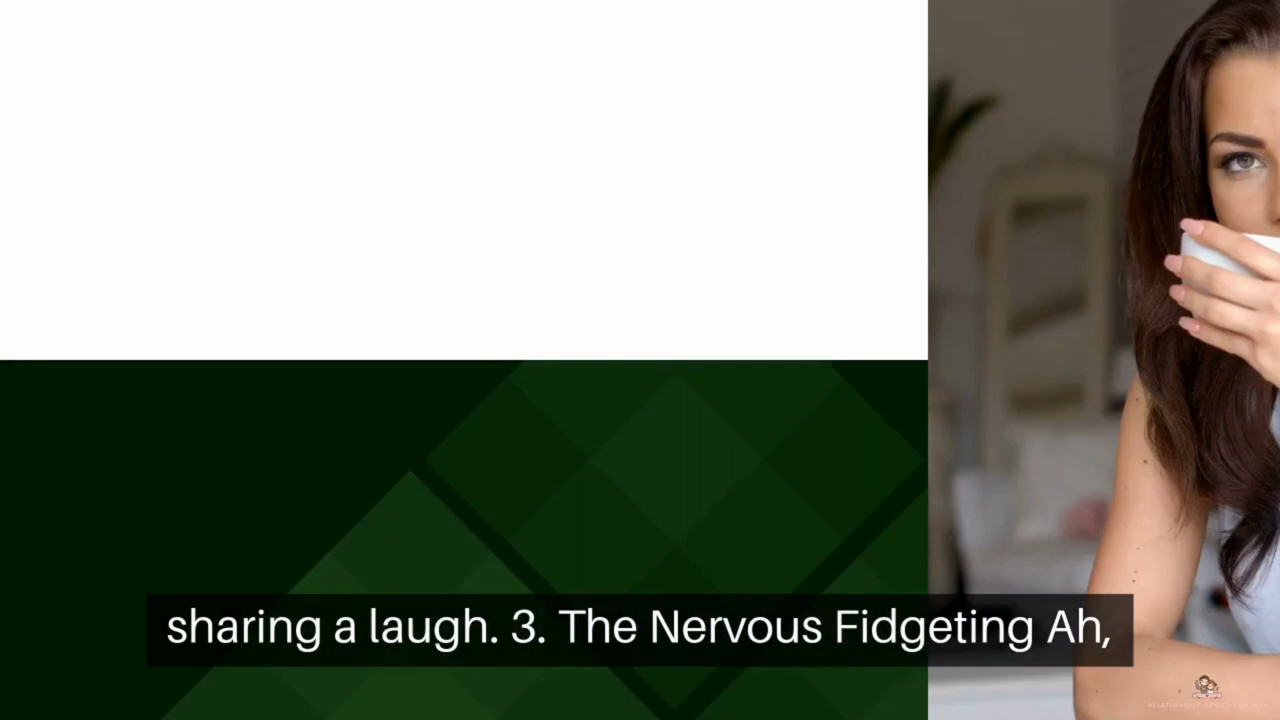 sharing a laugh. 3. The Nervous Fidgeting Ah,